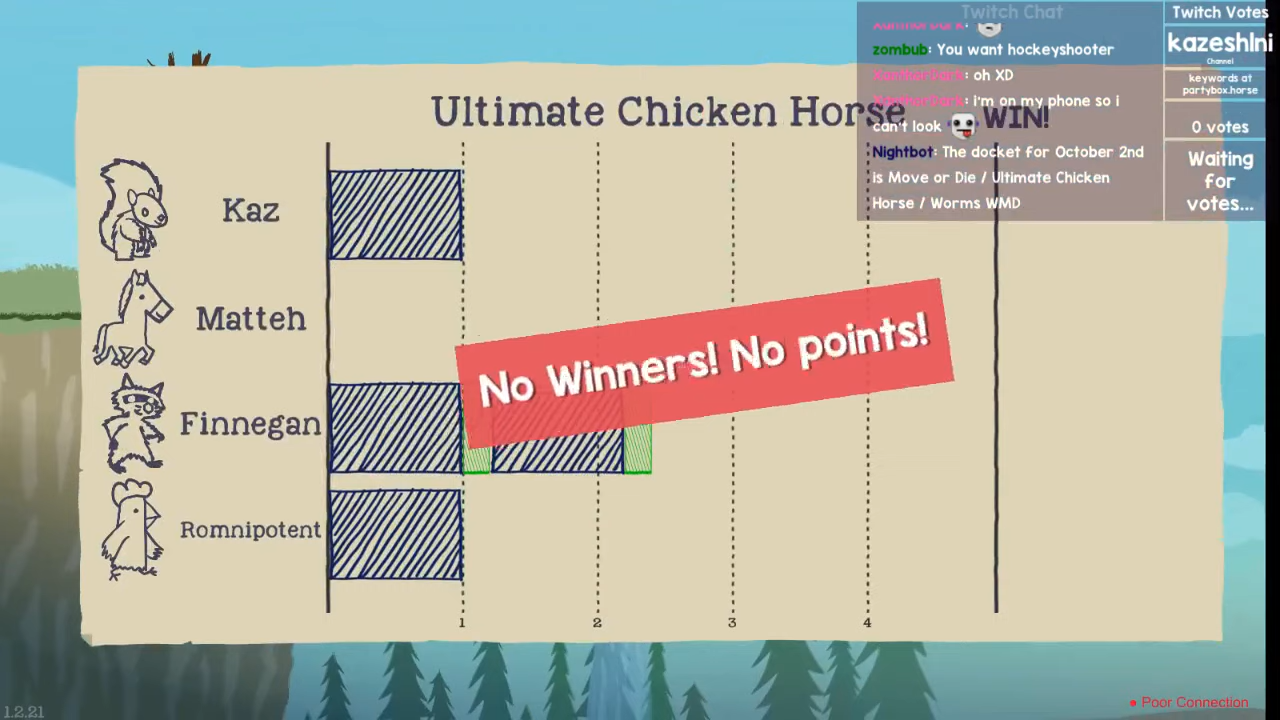 Twitch Chat
KantherDark:
zombub: You want hockeyshooter
KantherDark: oh XD
KantherDark: i'm on my phone so i
can't look
Nightbot: The docket for October 2nd
is Move or Die / Ultimate Chicken
Horse / Worms WMD
Twitch Votes
kazeshini
Channel
keywords at
partybox.horse
0 votes
Waiting
for
votes...
Ultimate Chicken Horse
WIN!
Kaz
Matteh
Finnegan
Romnipotent
No Winners! No points!
1 2 3 4
1.2.21
Poor Connection